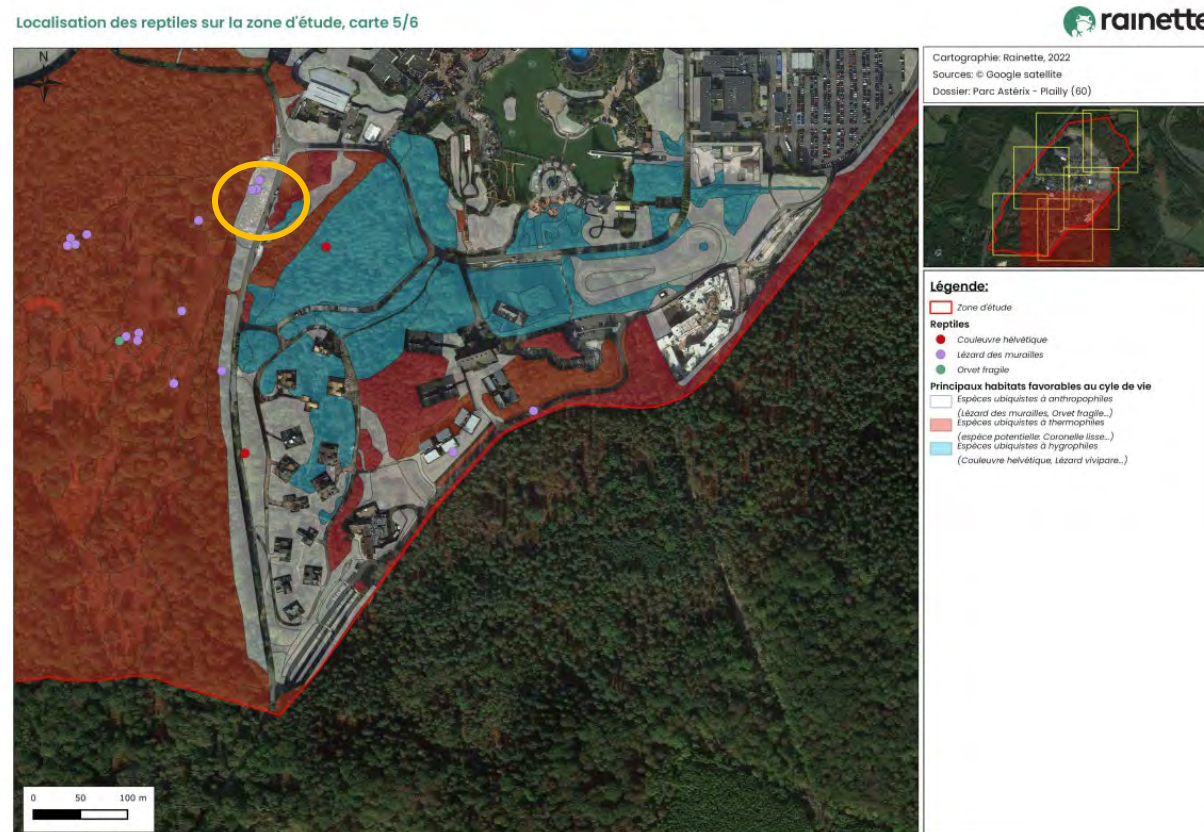 Localisation des reptiles sur la zone d'étude, carte 5/6
rainette
Cartographie: Rainette, 2022
Sources: © Google satellite
Dossier: Parc Astérix - Plailly (60)
N
Légende:
Zone d'étude
Reptiles
Couleuvre helvétique
Lézard des murailles
Orvet fragile
Principaux habitats favorables au cyle de vie
Espèces ubiquistes à anthropophiles
(Lézard des murailles, Orvet fragile...)
Espèces ubiquistes à thermophiles
(espèce potentielle: Coronelle lisse...)
Espèces ubiquistes à hygrophiles
(Couleuvre helvétique, Lézard vivipare...)
0 50 100 m